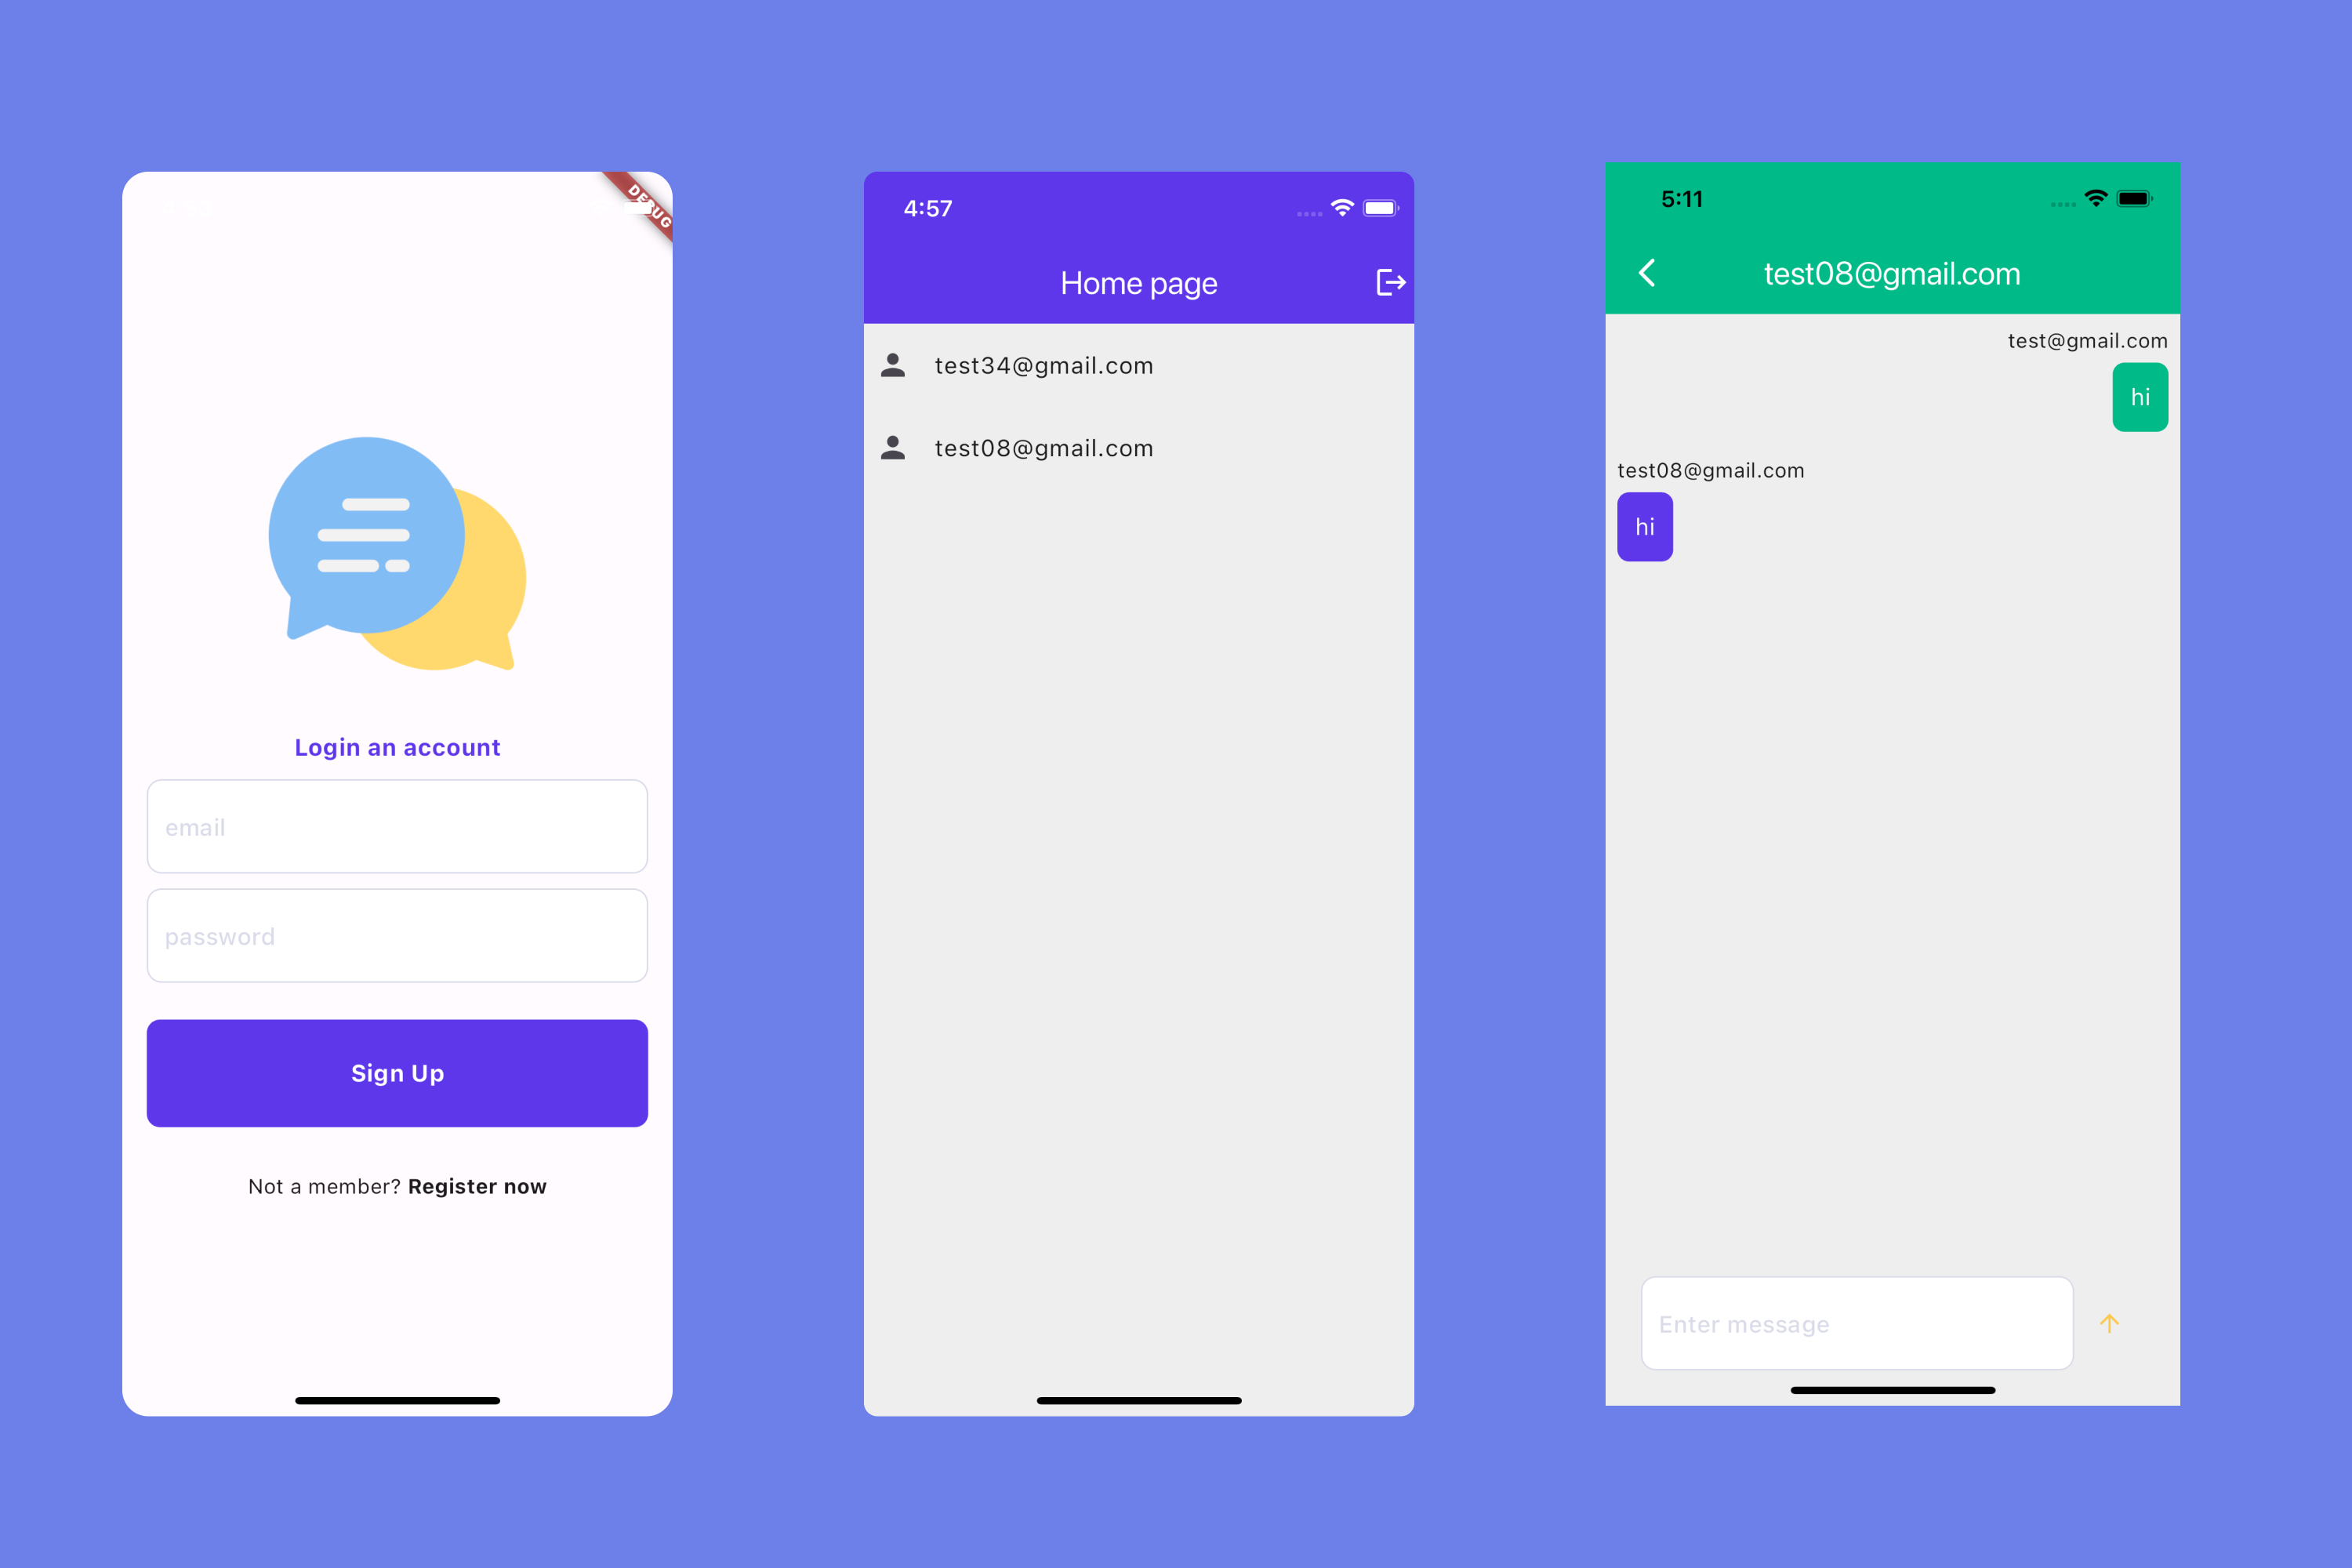 DEBUG
Login an account
email
password
Sign Up
Not a member? Register now
4:57
Home page
test34@gmail.com
test08@gmail.com
5:11
test08@gmail.com
test@gmail.com
hi
test08@gmail.com
hi
Enter message